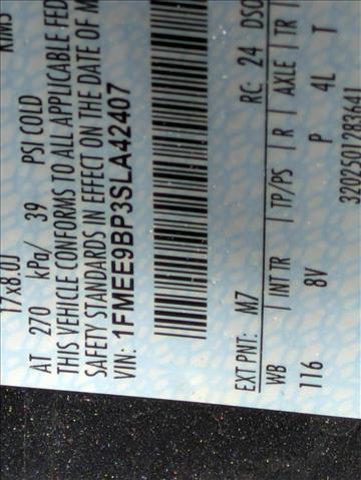 RIMS
17x8.0J
AT 270 kPa/ 39 PSI COLD
THIS VEHICLE CONFORMS TO ALL APPLICABLE FED
SAFETY STANDARDS IN EFFECT ON THE DATE OF M
VIN: 1FMEE9BP3SLA42407
EXT PNT: M7 RC: 24 DSO
WB | INT TR | TP/PS | R | AXLE | TR |
116 8V P 4L T